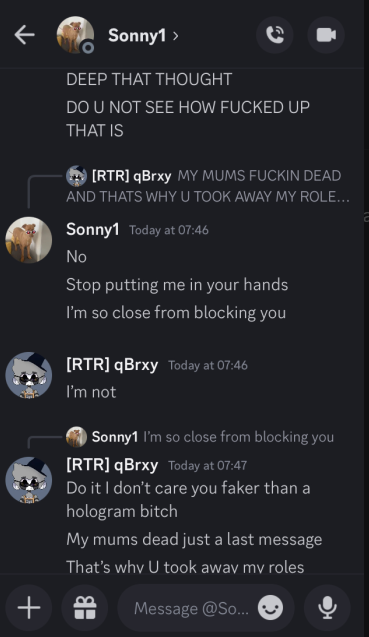 Sonny1 >
DEEP THAT THOUGHT
DO U NOT SEE HOW FUCKED UP
THAT IS
[RTR] qBrxy MY MUMS FUCKIN DEAD
AND THATS WHY U TOOK AWAY MY ROLE...
Sonny1 Today at 07:46
No
Stop putting me in your hands
I'm so close from blocking you
[RTR] qBrxy Today at 07:46
I'm not
Sonny1 I'm so close from blocking you
[RTR] qBrxy Today at 07:47
Do it I don't care you faker than a
hologram bitch
My mums dead just a last message
That's why U took away my roles
Message @So...